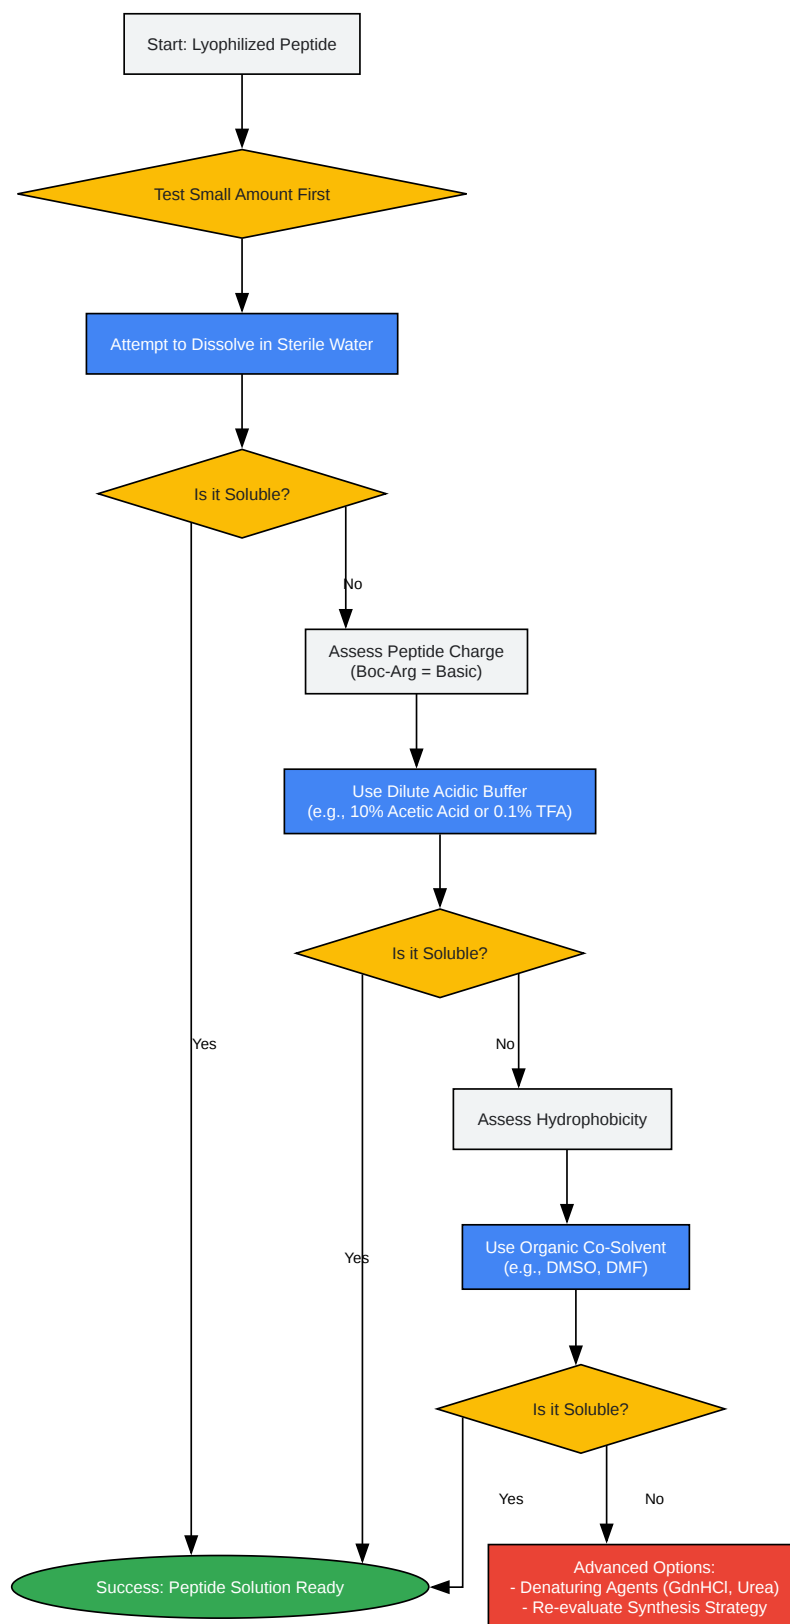 Start: Lyophilized Peptide
Test Small Amount First
Attempt to Dissolve in Sterile Water
Is it Soluble?
No
Assess Peptide Charge
(Boc-Arg = Basic)
Use Dilute Acidic Buffer
(e.g., 10% Acetic Acid or 0.1% TFA)
Is it Soluble?
Yes
No
Assess Hydrophobicity
Use Organic Co-Solvent
(e.g., DMSO, DMF)
Yes
Is it Soluble?
Yes
No
Success: Peptide Solution Ready
Advanced Options:
- Denaturing Agents (GdnHCl, Urea)
- Re-evaluate Synthesis Strategy